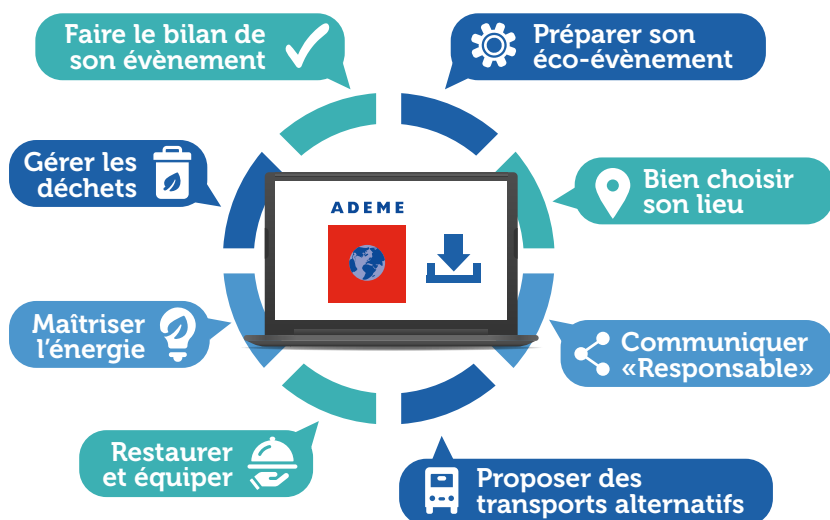 Faire le bilan de
son évènement
Préparer son
éco-évènement
Gérer les
déchets
ADEME
Bien choisir
son lieu
Maîtriser
l'énergie
Communiquer
«Responsable»
Restaurer
et équiper
Proposer des
transports alternatifs